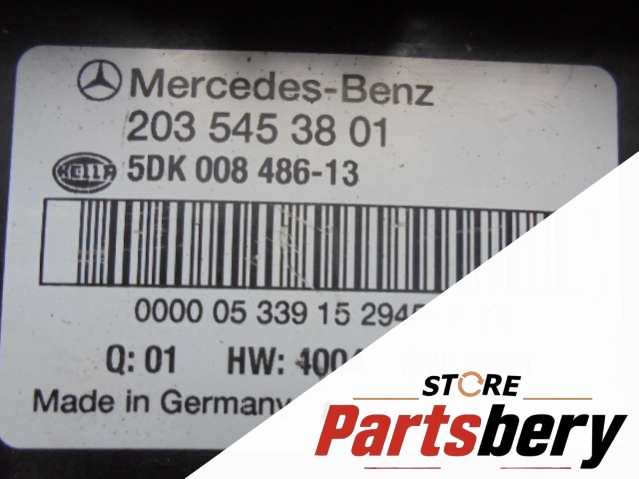 Mercedes-Benz
203 545 38 01
HELLA 5DK 008 486-13
0000 05 339 15 294
Q: 01 HW: 4004
Made in Germany
STORE
Partsbery